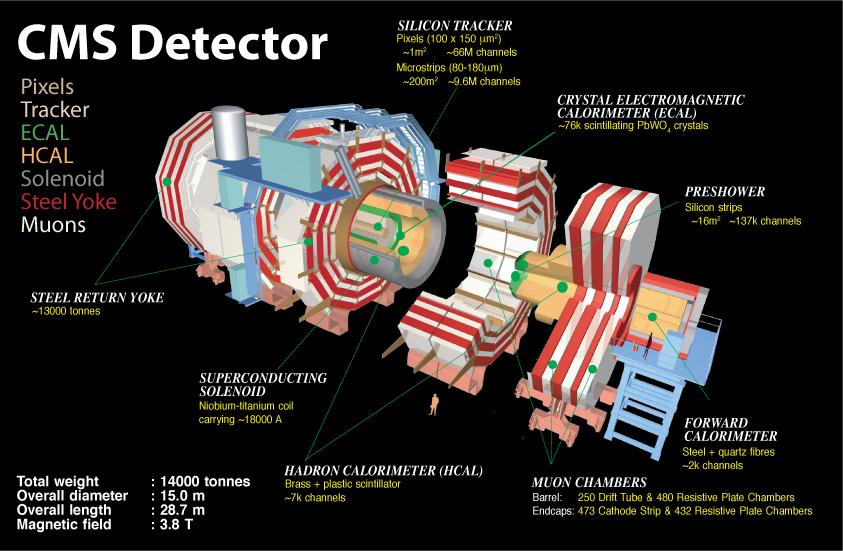 CMS Detector
Pixels
Tracker
ECAL
HCAL
Solenoid
Steel Yoke
Muons
SILICON TRACKER
Pixels (100 x 150 μm²)
~1m² ~66M channels
Microstrips (80-180μm)
~200m² ~9.6M channels
CRYSTAL ELECTROMAGNETIC
CALORIMETER (ECAL)
~76k scintillating PbWO₄ crystals
PRESHOWER
Silicon strips
~16m² ~137k channels
STEEL RETURN YOKE
~13000 tonnes
SUPERCONDUCTING
SOLENOID
Niobium-titanium coil
carrying ~18000 A
HADRON CALORIMETER (HCAL)
Brass + plastic scintillator
~7k channels
FORWARD
CALORIMETER
Steel + quartz fibres
~2k channels
MUON CHAMBERS
Barrel: 250 Drift Tube & 480 Resistive Plate Chambers
Endcaps: 473 Cathode Strip & 432 Resistive Plate Chambers
Total weight : 14000 tonnes
Overall diameter : 15.0 m
Overall length : 28.7 m
Magnetic field : 3.8 T